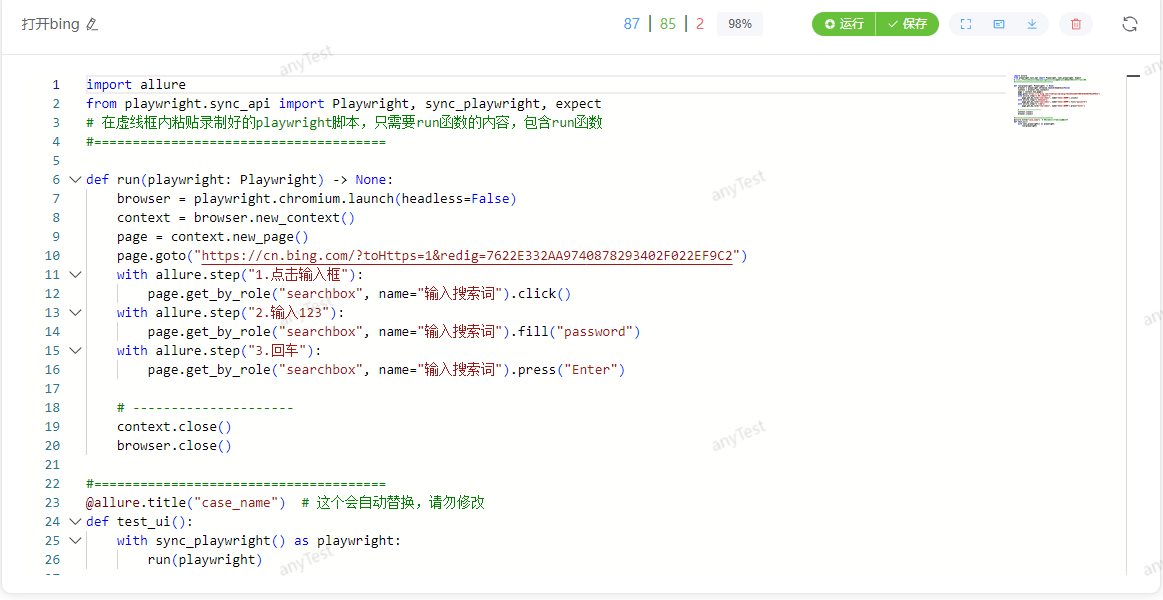 打开bing
87 | 85 | 2 98% 运行 保存
1 import allure
2 from playwright.sync_api import Playwright, sync_playwright, expect
3 # 在虚线框内粘贴录制好的playwright脚本，只需要run函数的内容，包含run函数
4 #======================================
5
6 def run(playwright: Playwright) -> None:
7     browser = playwright.chromium.launch(headless=False)
8     context = browser.new_context()
9     page = context.new_page()
10     page.goto("https://cn.bing.com/?toHttps=1&redig=7622E332AA9740878293402F022EF9C2")
11     with allure.step("1.点击输入框"):
12         page.get_by_role("searchbox", name="输入搜索词").click()
13     with allure.step("2.输入123"):
14         page.get_by_role("searchbox", name="输入搜索词").fill("password")
15     with allure.step("3.回车"):
16         page.get_by_role("searchbox", name="输入搜索词").press("Enter")
17
18     # ---------------------
19     context.close()
20     browser.close()
21
22 #======================================
23 @allure.title("case_name")  # 这个会自动替换，请勿修改
24 def test_ui():
25     with sync_playwright() as playwright:
26         run(playwright)
anyTest
anyTest
anyTest
anyTest
anyTest